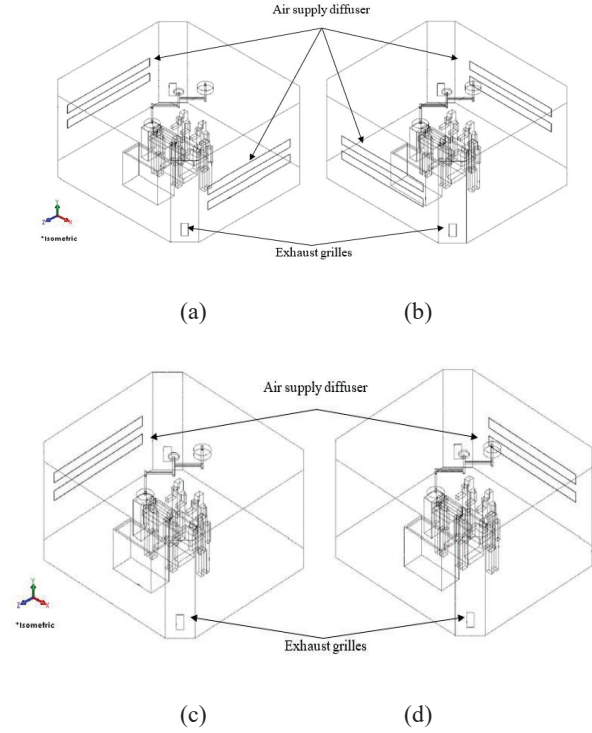 Air supply diffuser
Y
Z
X
*Isometric
Exhaust grilles
(a)
(b)
Air supply diffuser
Y
Z
X
*Isometric
Exhaust grilles
(c)
(d)